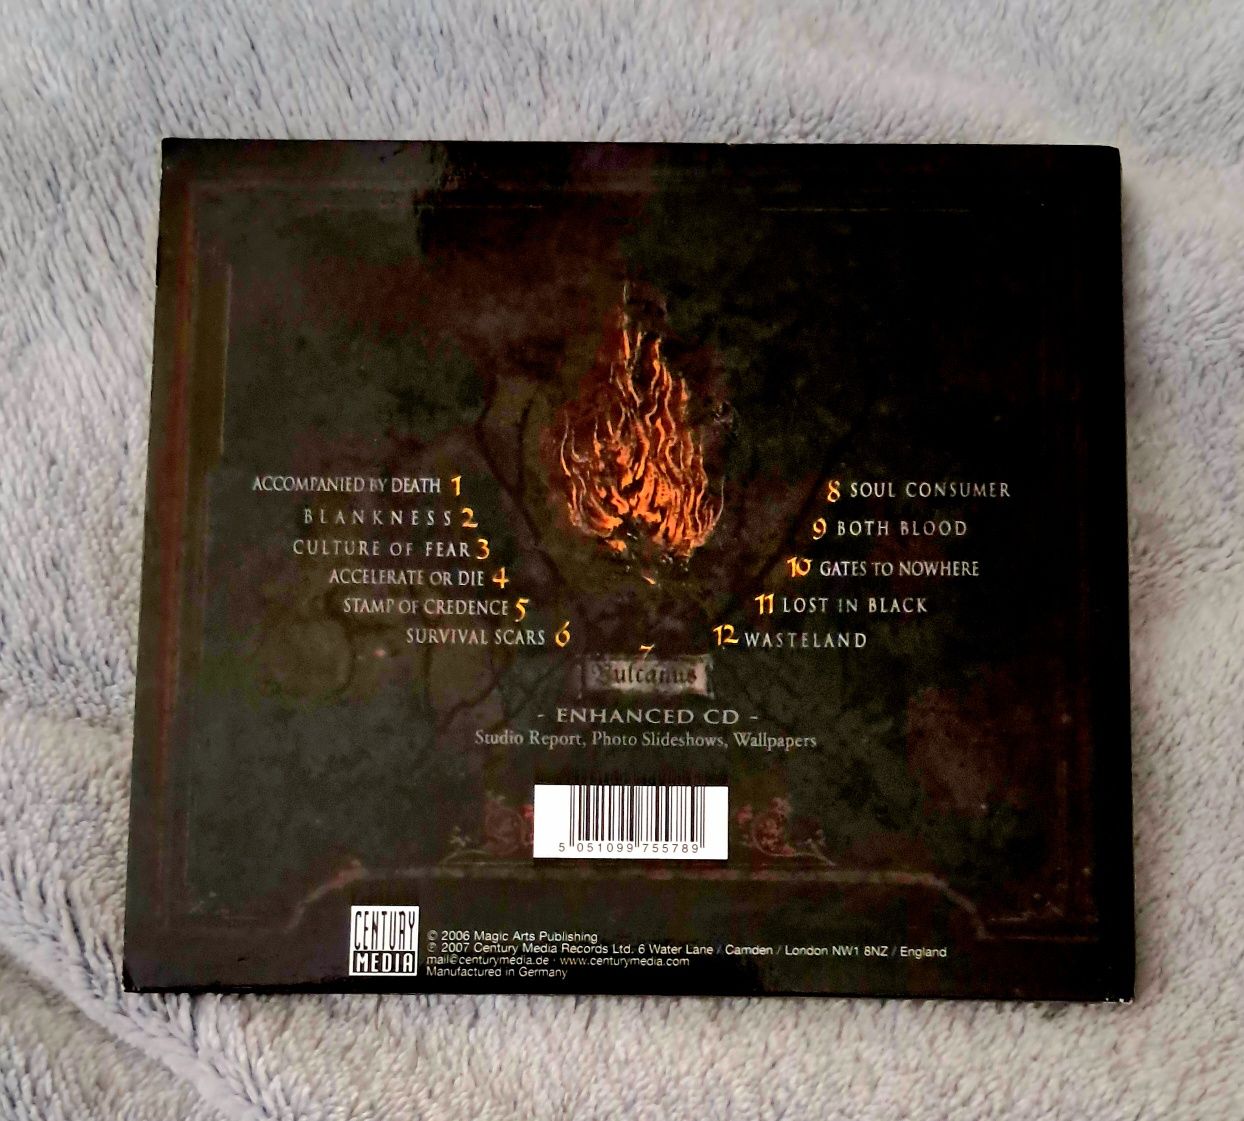 ACCOMPANIED BY DEATH 1
BLANKNESS 2
CULTURE OF FEAR 3
ACCELERATE OR DIE 4
STAMP OF CREDENCE 5
SURVIVAL SCARS 6
7
Vulcanus
8 SOUL CONSUMER
9 BOTH BLOOD
10 GATES TO NOWHERE
11 LOST IN BLACK
12 WASTELAND
- ENHANCED CD -
Studio Report, Photo Slideshows, Wallpapers
5 051099 755789
CENTURY
MEDIA
© 2006 Magic Arts Publishing
℗ 2007 Century Media Records Ltd. 6 Water Lane / Camden / London NW1 8NZ / England
mail@centurymedia.de · www.centurymedia.com
Manufactured in Germany